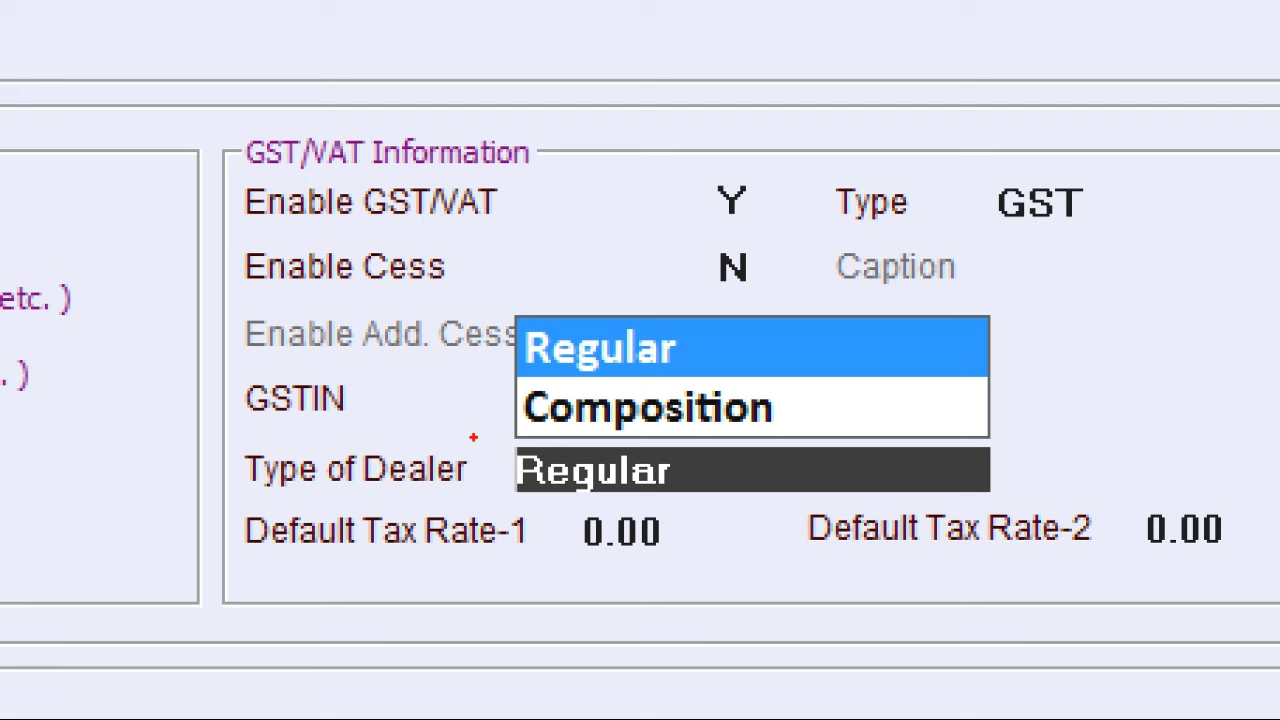 GST/VAT Information
Enable GST/VAT Y Type GST
Enable Cess N Caption
etc. )
Enable Add. Cess
Regular
. )
GSTIN
Composition
Type of Dealer Regular
Default Tax Rate-1 0.00 Default Tax Rate-2 0.00